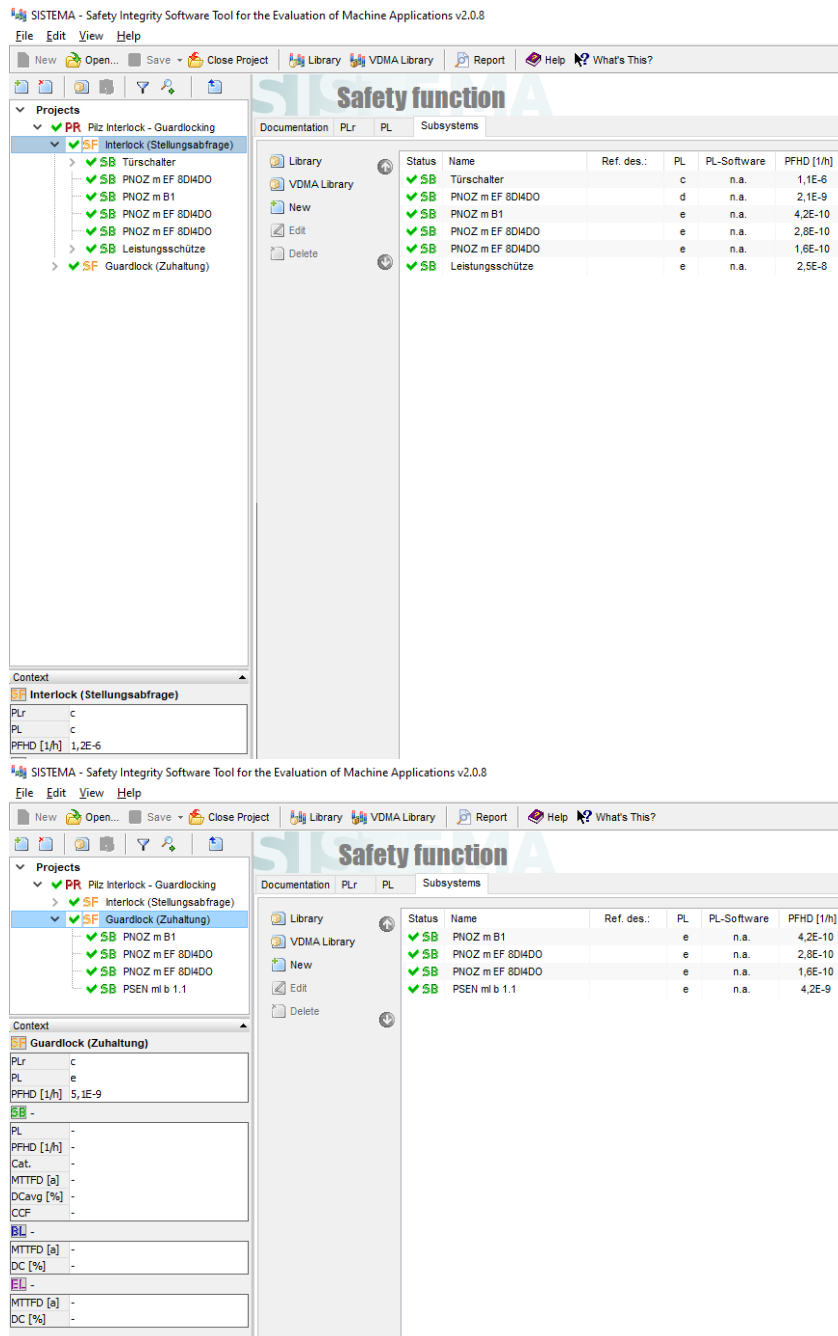 SISTEMA - Safety Integrity Software Tool for the Evaluation of Machine Applications v2.0.8
File Edit View Help
New Open... Save Close Project Library VDMA Library Report Help What's This?
SISTEMA
Safety function
Projects
PR Pilz Interlock - Guardlocking
SF Interlock (Stellungsabfrage)
SB Türschalter
SB PNOZ m EF 8DI4DO
SB PNOZ m B1
SB PNOZ m EF 8DI4DO
SB PNOZ m EF 8DI4DO
SB Leistungsschütze
SF Guardlock (Zuhaltung)
Documentation PLr PL Subsystems
Library
VDMA Library
New
Edit
Delete
Status Name Ref. des.: PL PL-Software PFHD [1/h]
SB Türschalter c n.a. 1,1E-6
SB PNOZ m EF 8DI4DO d n.a. 2,1E-9
SB PNOZ m B1 e n.a. 4,2E-10
SB PNOZ m EF 8DI4DO e n.a. 2,8E-10
SB PNOZ m EF 8DI4DO e n.a. 1,6E-10
SB Leistungsschütze e n.a. 2,5E-8
Context
SF Interlock (Stellungsabfrage)
PLr c
PL c
PFHD [1/h] 1,2E-6
SISTEMA - Safety Integrity Software Tool for the Evaluation of Machine Applications v2.0.8
File Edit View Help
New Open... Save Close Project Library VDMA Library Report Help What's This?
SISTEMA
Safety function
Projects
PR Pilz Interlock - Guardlocking
SF Interlock (Stellungsabfrage)
SF Guardlock (Zuhaltung)
SB PNOZ m B1
SB PNOZ m EF 8DI4DO
SB PNOZ m EF 8DI4DO
SB PSEN ml b 1.1
Documentation PLr PL Subsystems
Library
VDMA Library
New
Edit
Delete
Status Name Ref. des.: PL PL-Software PFHD [1/h]
SB PNOZ m B1 e n.a. 4,2E-10
SB PNOZ m EF 8DI4DO e n.a. 2,8E-10
SB PNOZ m EF 8DI4DO e n.a. 1,6E-10
SB PSEN ml b 1.1 e n.a. 4,2E-9
Context
SF Guardlock (Zuhaltung)
PLr c
PL e
PFHD [1/h] 5,1E-9
SB -
PL -
PFHD [1/h] -
Cat. -
MTTFD [a] -
DCavg [%] -
CCF -
BL -
MTTFD [a] -
DC [%] -
EL -
MTTFD [a] -
DC [%] -